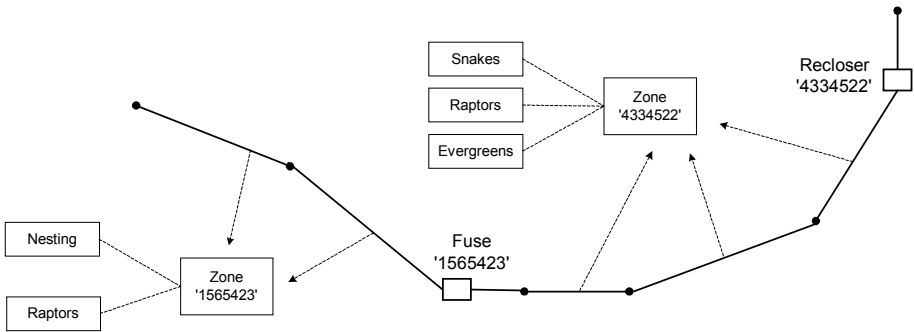 Snakes
Raptors
Evergreens
Zone
'4334522'
Recloser
'4334522'
Nesting
Raptors
Zone
'1565423'
Fuse
'1565423'